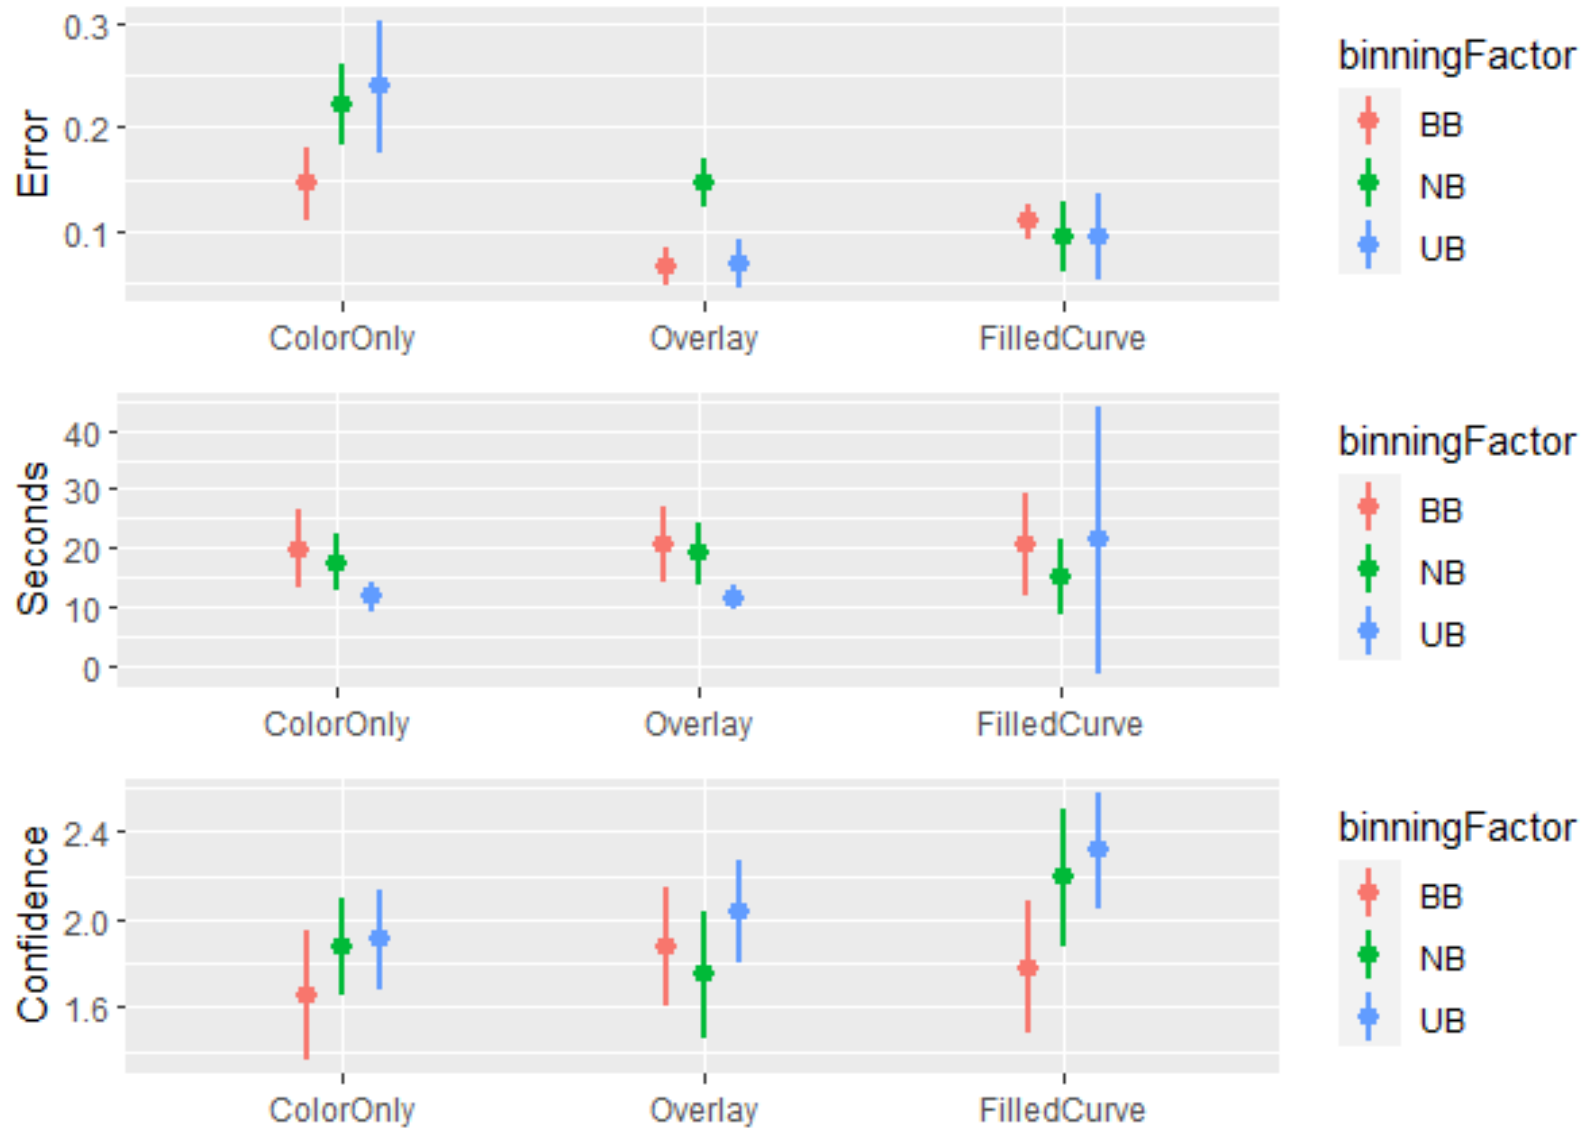 Error
0.3
0.2
0.1
ColorOnly
Overlay
FilledCurve
binningFactor
BB
NB
UB
Seconds
40
30
20
10
0
ColorOnly
Overlay
FilledCurve
binningFactor
BB
NB
UB
Confidence
2.4
2.0
1.6
ColorOnly
Overlay
FilledCurve
binningFactor
BB
NB
UB